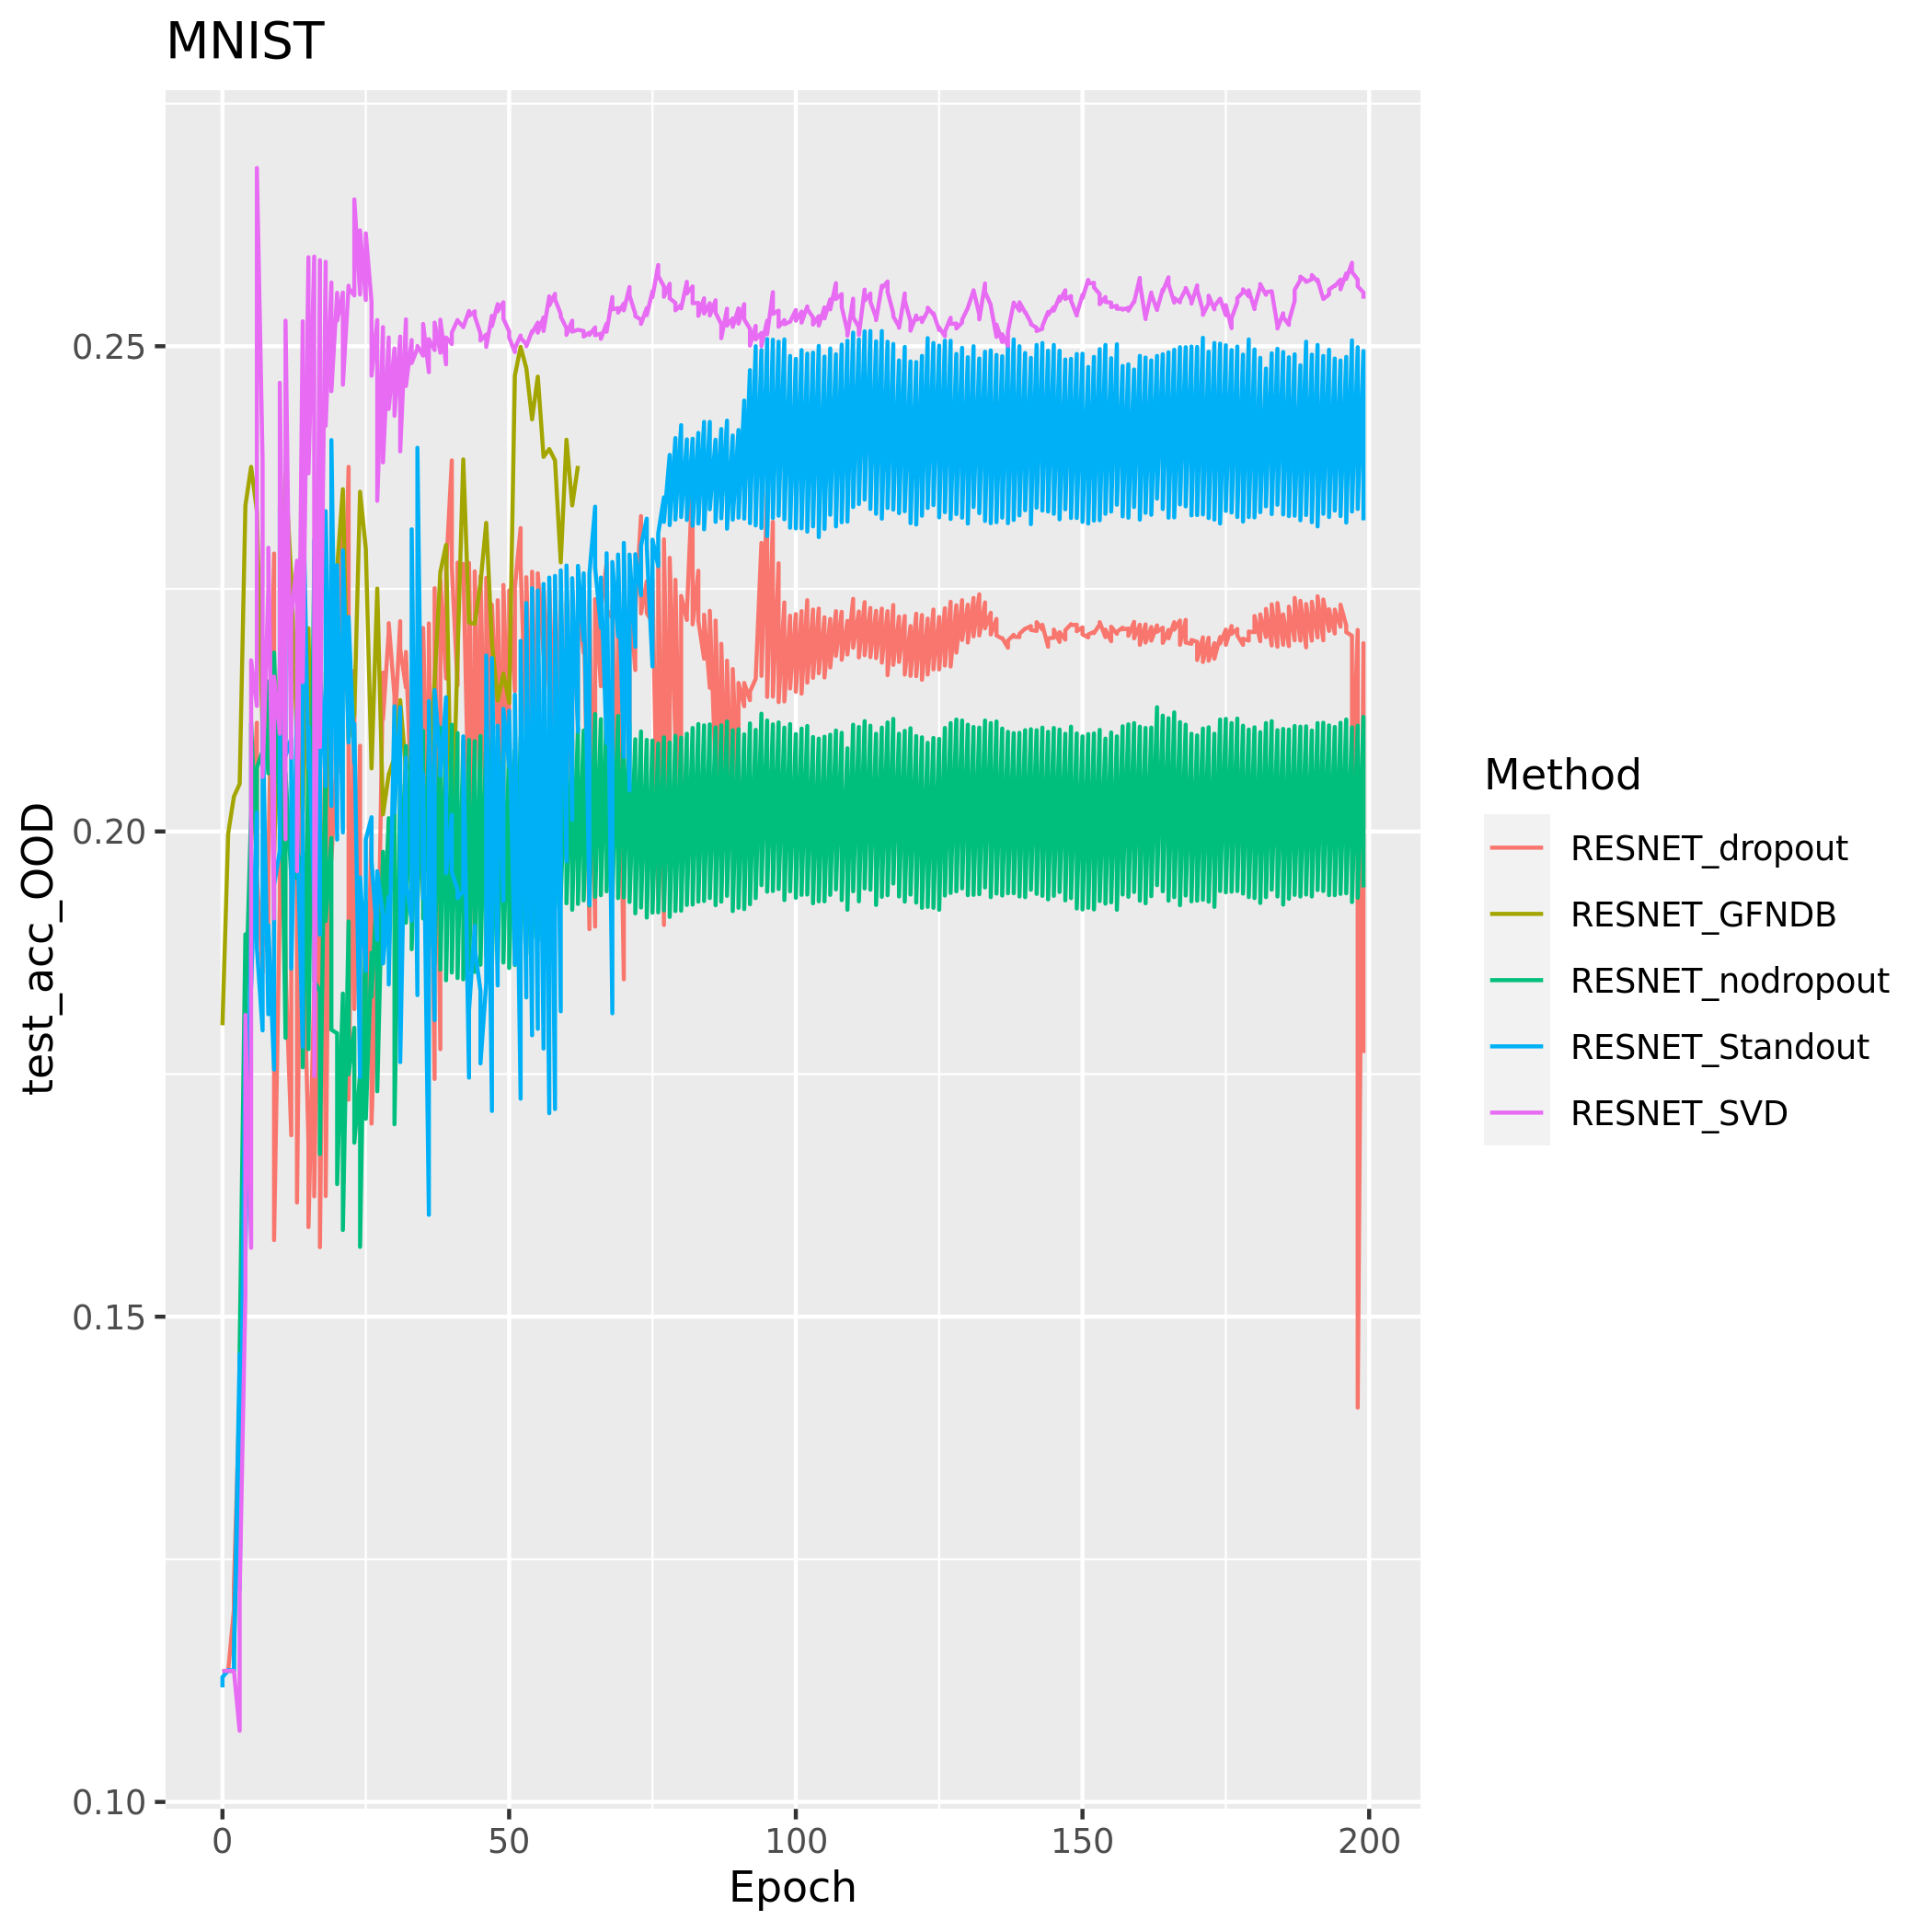 MNIST
test_acc_OOD
0.25
0.20
0.15
0.10
0 50 100 150 200
Epoch
Method
RESNET_dropout
RESNET_GFNDB
RESNET_nodropout
RESNET_Standout
RESNET_SVD